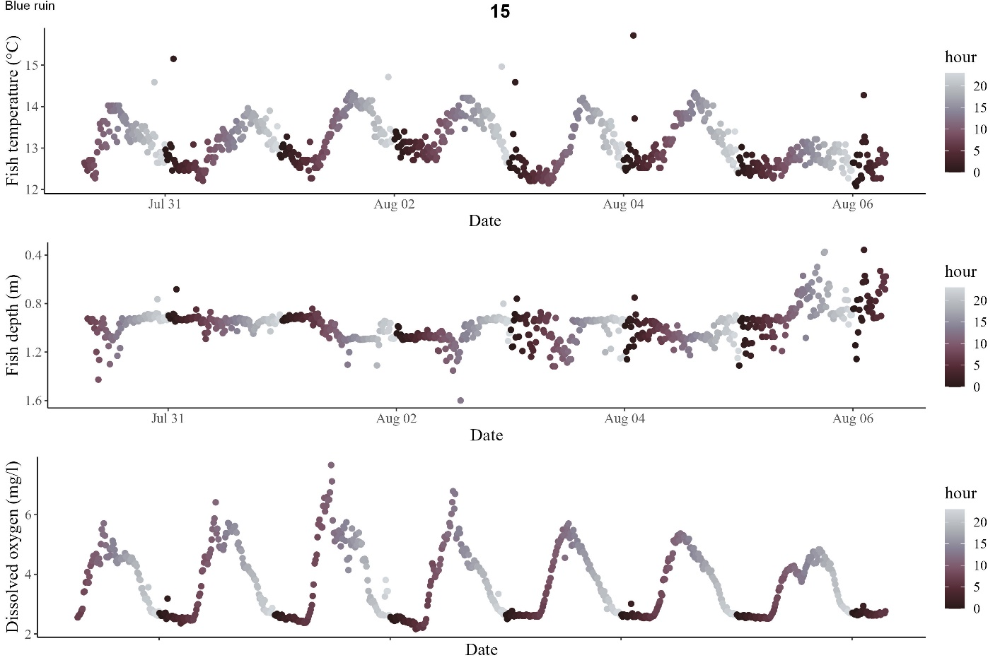 Blue ruin
15
Fish temperature (°C)
15
14
13
12
Jul 31
Aug 02
Aug 04
Aug 06
Date
hour
20
15
10
5
0
Fish depth (m)
0.4
0.8
1.2
1.6
Jul 31
Aug 02
Aug 04
Aug 06
Date
hour
20
15
10
5
0
Dissolved oxygen (mg/l)
6
4
2
Date
hour
20
15
10
5
0